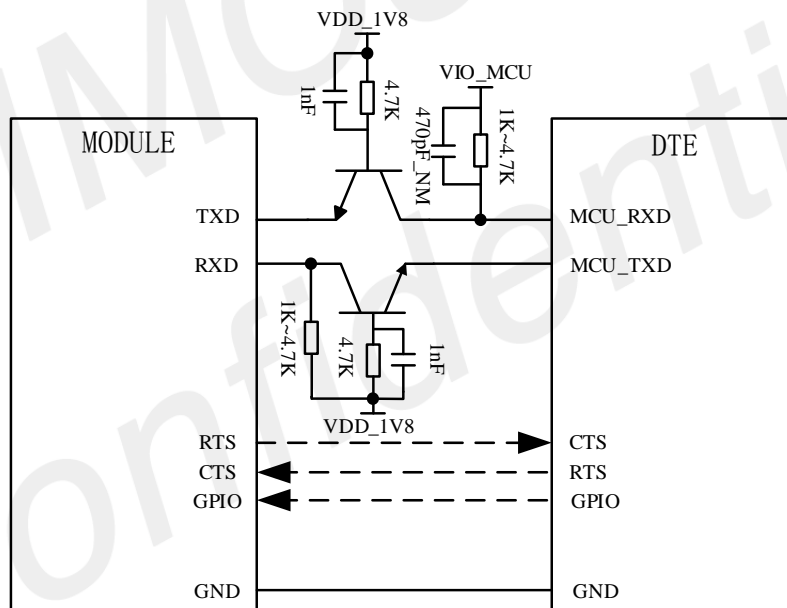 VDD_1V8
1nF
4.7K
VIO_MCU
470pF_NM
1K~4.7K
MODULE
DTE
TXD
MCU_RXD
RXD
MCU_TXD
1K~4.7K
4.7K
1nF
VDD_1V8
RTS
CTS
CTS
RTS
GPIO
GPIO
GND
GND